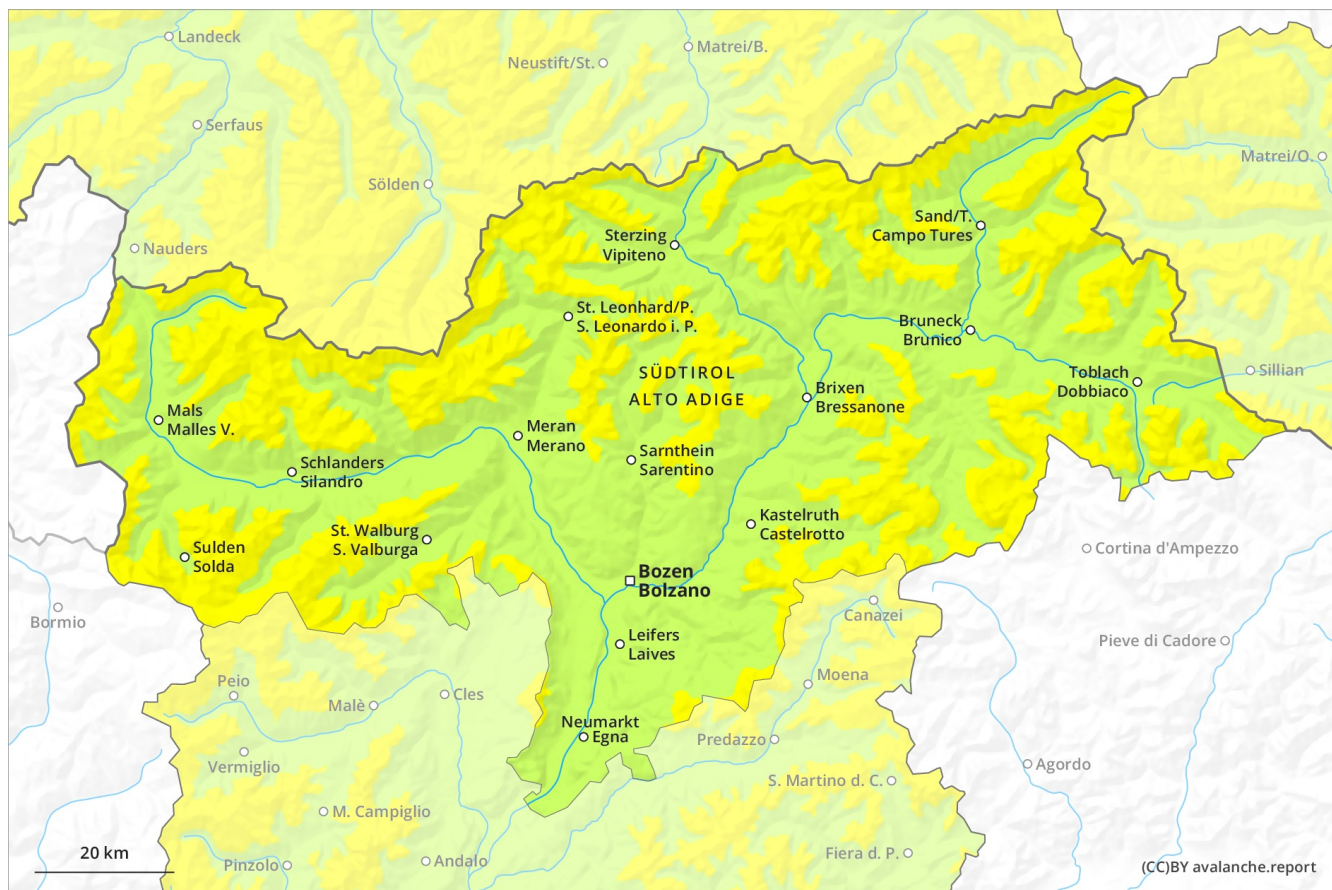 Landeck
Matrei/B.
Neustift/St.
Serfaus
Matrei/O.
Sölden
Sand/T.
Campo Tures
Sterzing
Vipiteno
Nauders
St. Leonhard/P.
S. Leonardo i. P.
Bruneck
Brunico
SÜDTIROL
ALTO ADIGE
Toblach
Dobbiaco
Sillian
Brixen
Bressanone
Mals
Malles V.
Meran
Merano
Sarnthein
Sarentino
Schlanders
Silandro
Kastelruth
Castelrotto
St. Walburg
S. Valburga
Sulden
Solda
Cortina d'Ampezzo
Bozen
Bolzano
Bormio
Canazei
Leifers
Laives
Pieve di Cadore
Peio
Moena
Malè
Cles
Neumarkt
Egna
Predazzo
Vermiglio
Agordo
S. Martino d. C.
M. Campiglio
20 km
Pinzolo
Andalo
Fiera d. P.
(CC)BY avalanche.report